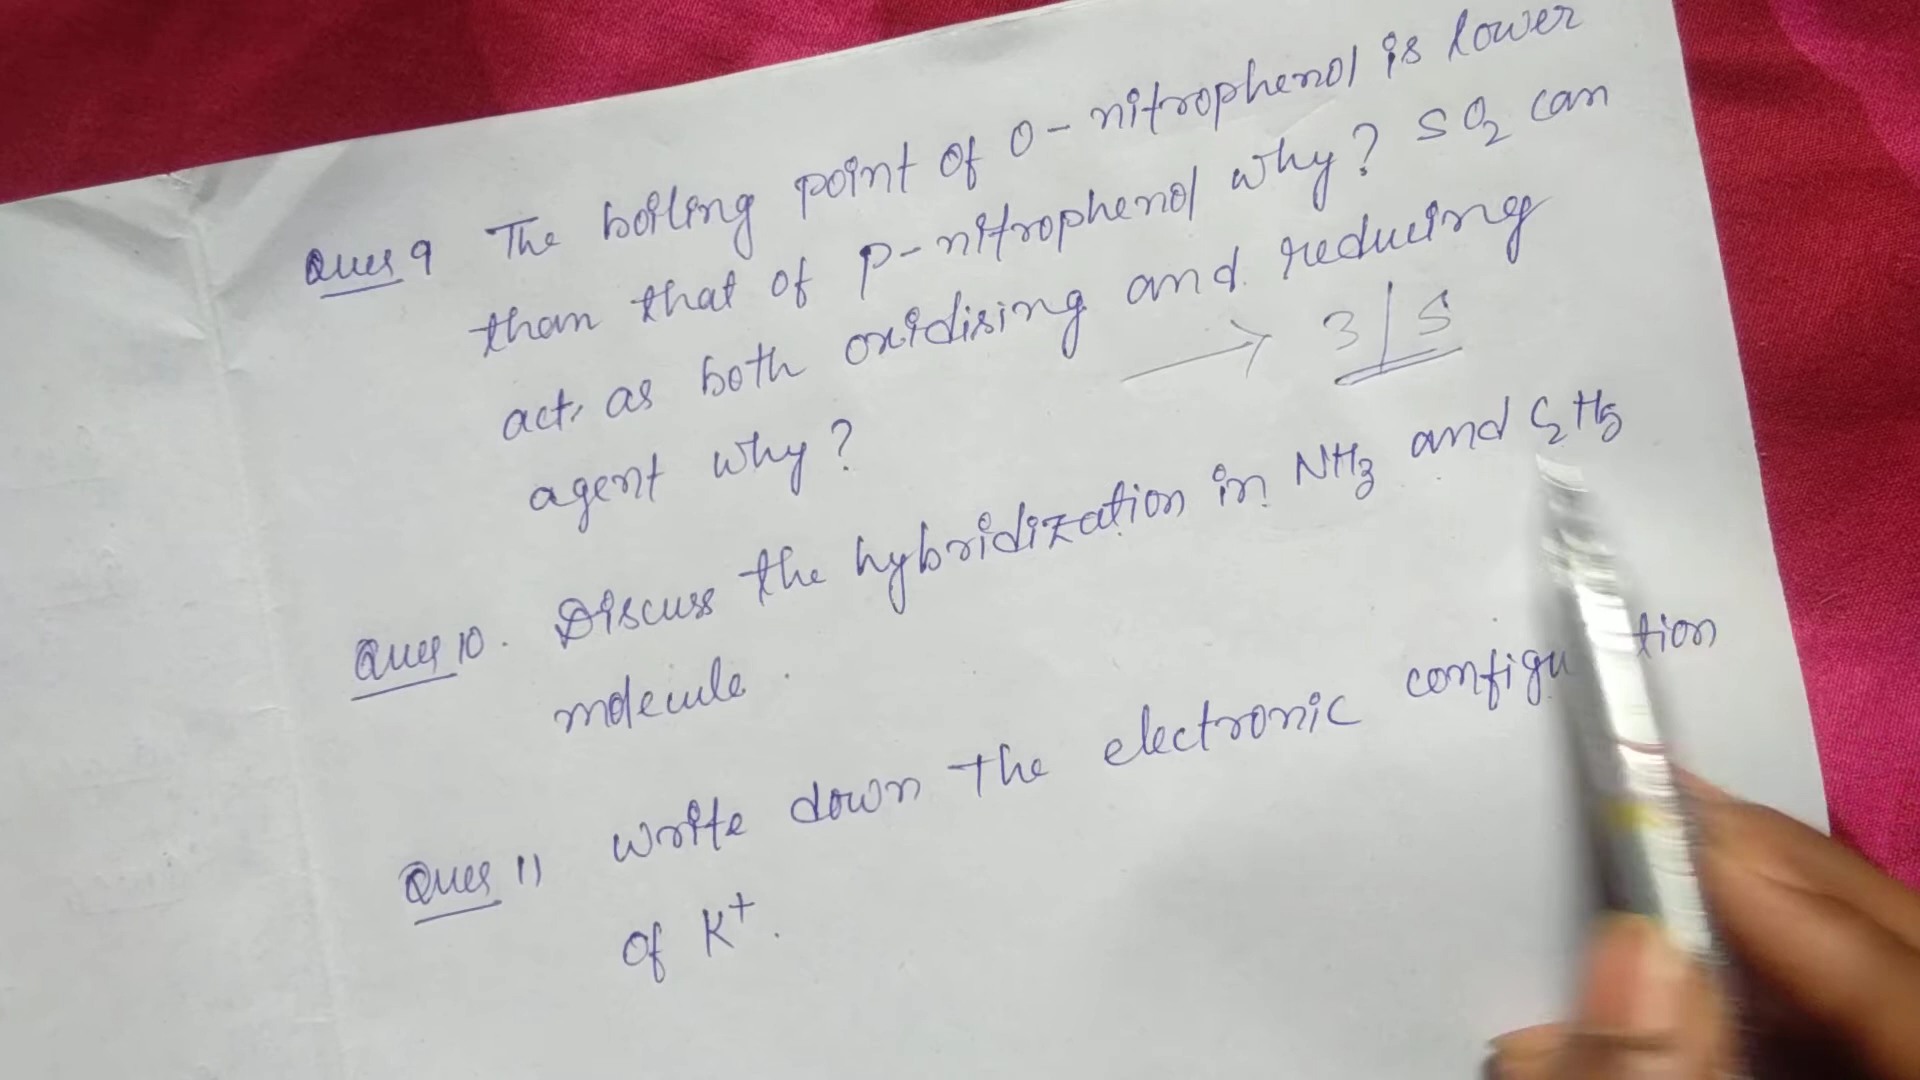 Ques 9 The boiling point of o-nitrophenol is lower
than that of p-nitrophenol why? SO2 can
act, as both oxidising and reducing
agent why? → 3/5
Ques 10. Discuss the hybridization in NH3 and C2H5
molecule.
Ques 11 Write down the electronic
of K+.